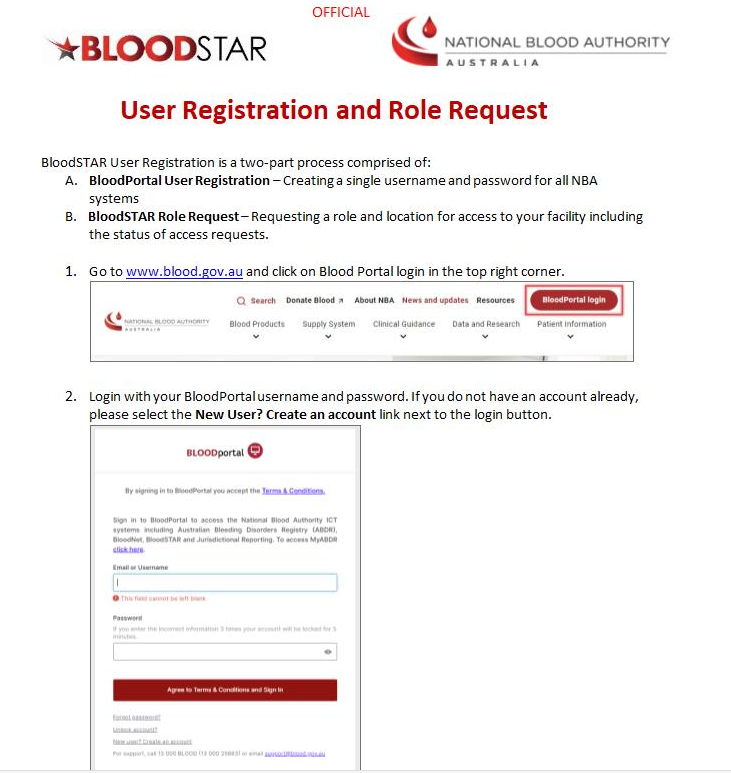 OFFICIAL
BLOODSTAR
NATIONAL BLOOD AUTHORITY
AUSTRALIA
User Registration and Role Request
BloodSTAR User Registration is a two-part process comprised of:
A. BloodPortal User Registration – Creating a single username and password for all NBA
systems
B. BloodSTAR Role Request – Requesting a role and location for access to your facility including
the status of access requests.
1. Go to www.blood.gov.au and click on Blood Portal login in the top right corner.
Search Donate Blood About NBA News and updates Resources BloodPortal login
NATIONAL BLOOD AUTHORITY
AUSTRALIA
Blood Products Supply System Clinical Guidance Data and Research Patient Information
2. Login with your BloodPortal username and password. If you do not have an account already,
please select the New User? Create an account link next to the login button.
BLOODportal
By signing in to BloodPortal you accept the Terms & Conditions.
Sign in to BloodPortal to access the National Blood Authority ICT
systems including Australian Bleeding Disorders Registry (ABDR),
BloodNet, BloodSTAR and Jurisdictional Reporting. To access MyABDR
click here.
Email or Username
This field cannot be left blank
Password
If you enter the incorrect information 3 times your account will be locked for 5
minutes.
Agree to Terms & Conditions and Sign In
Forgot password?
Unlock account?
New user? Create an account
For support, call 13 000 BLOOD (13 000 25663) or email support@blood.gov.au